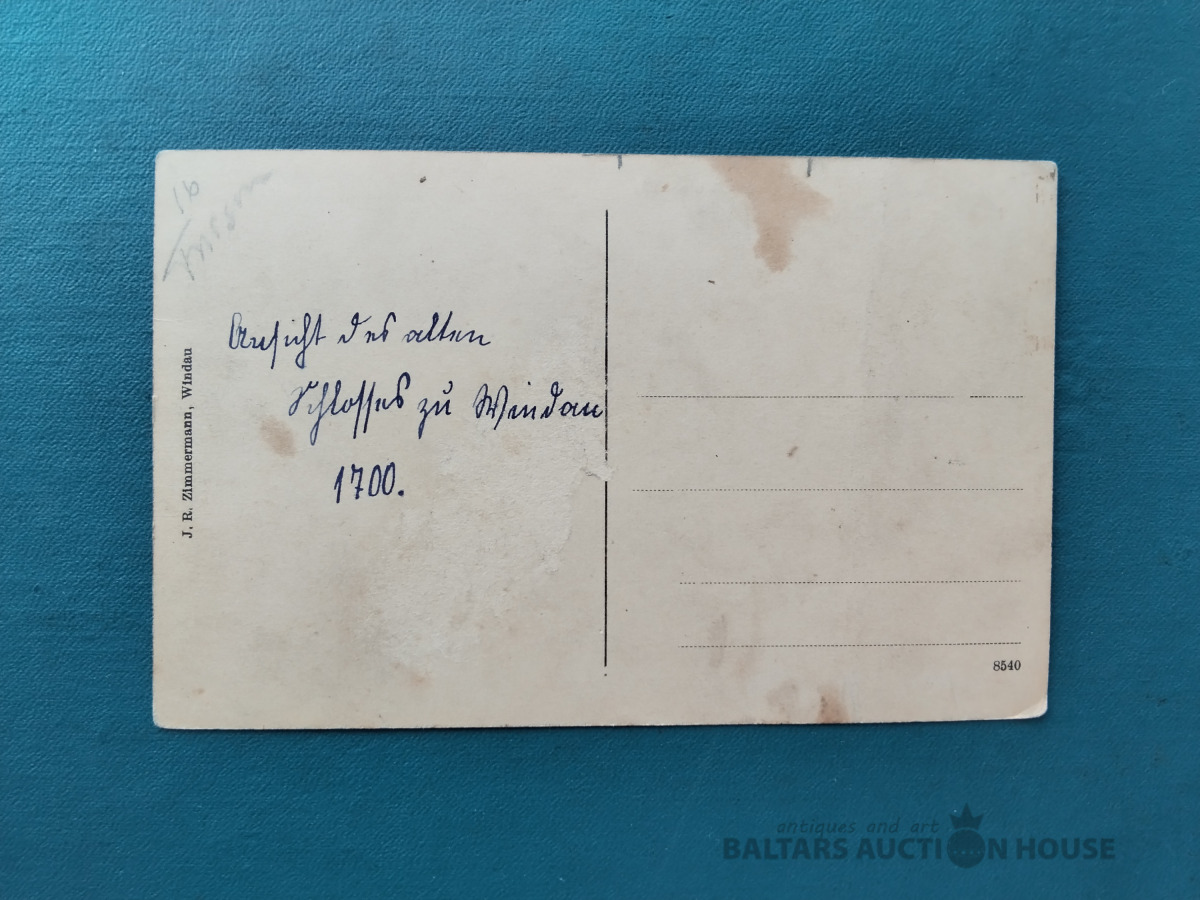 16
J. R. Zimmermann, Windau
Ansicht des alten
Schlosses zu Windau
1700.
8540
antiques and art
BALTARS AUCTION HOUSE